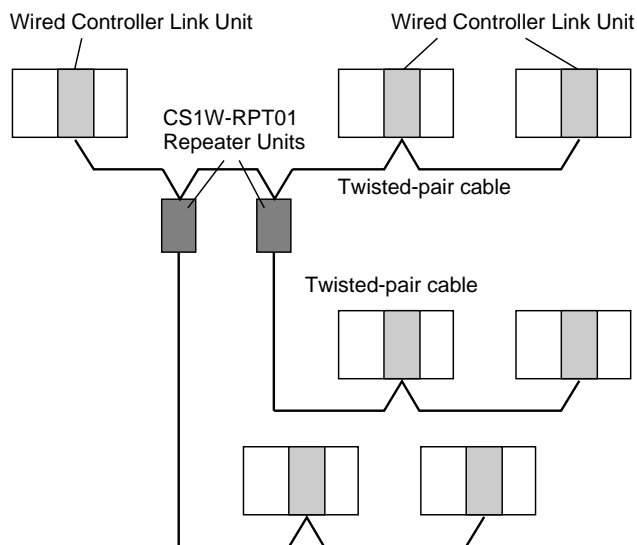 Wired Controller Link Unit
Wired Controller Link Unit
CS1W-RPT01
Repeater Units
Twisted-pair cable
Twisted-pair cable